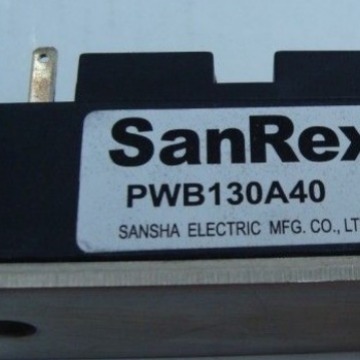 SanRex
PWB130A40
SANSHA ELECTRIC MFG. CO., LT